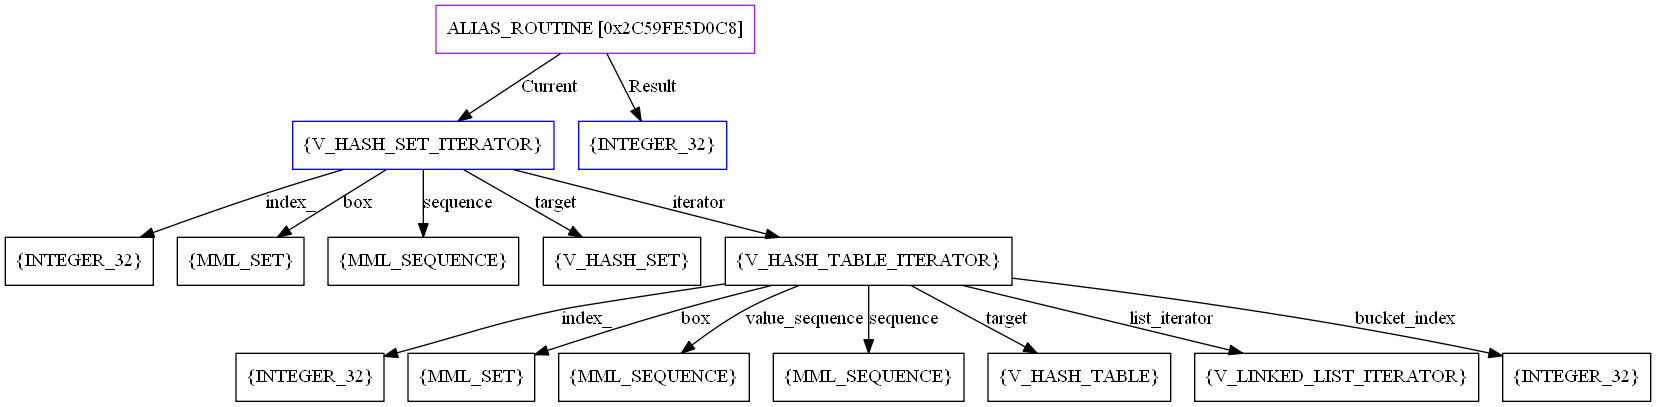 ALIAS_ROUTINE [0x2C59FE5D0C8]
Current
Result
{V_HASH_SET_ITERATOR}
{INTEGER_32}
index_
box
sequence
target
iterator
{INTEGER_32}
{MML_SET}
{MML_SEQUENCE}
{V_HASH_SET}
{V_HASH_TABLE_ITERATOR}
index_
box
value_sequence
sequence
target
list_iterator
bucket_index
{INTEGER_32}
{MML_SET}
{MML_SEQUENCE}
{MML_SEQUENCE}
{V_HASH_TABLE}
{V_LINKED_LIST_ITERATOR}
{INTEGER_32}